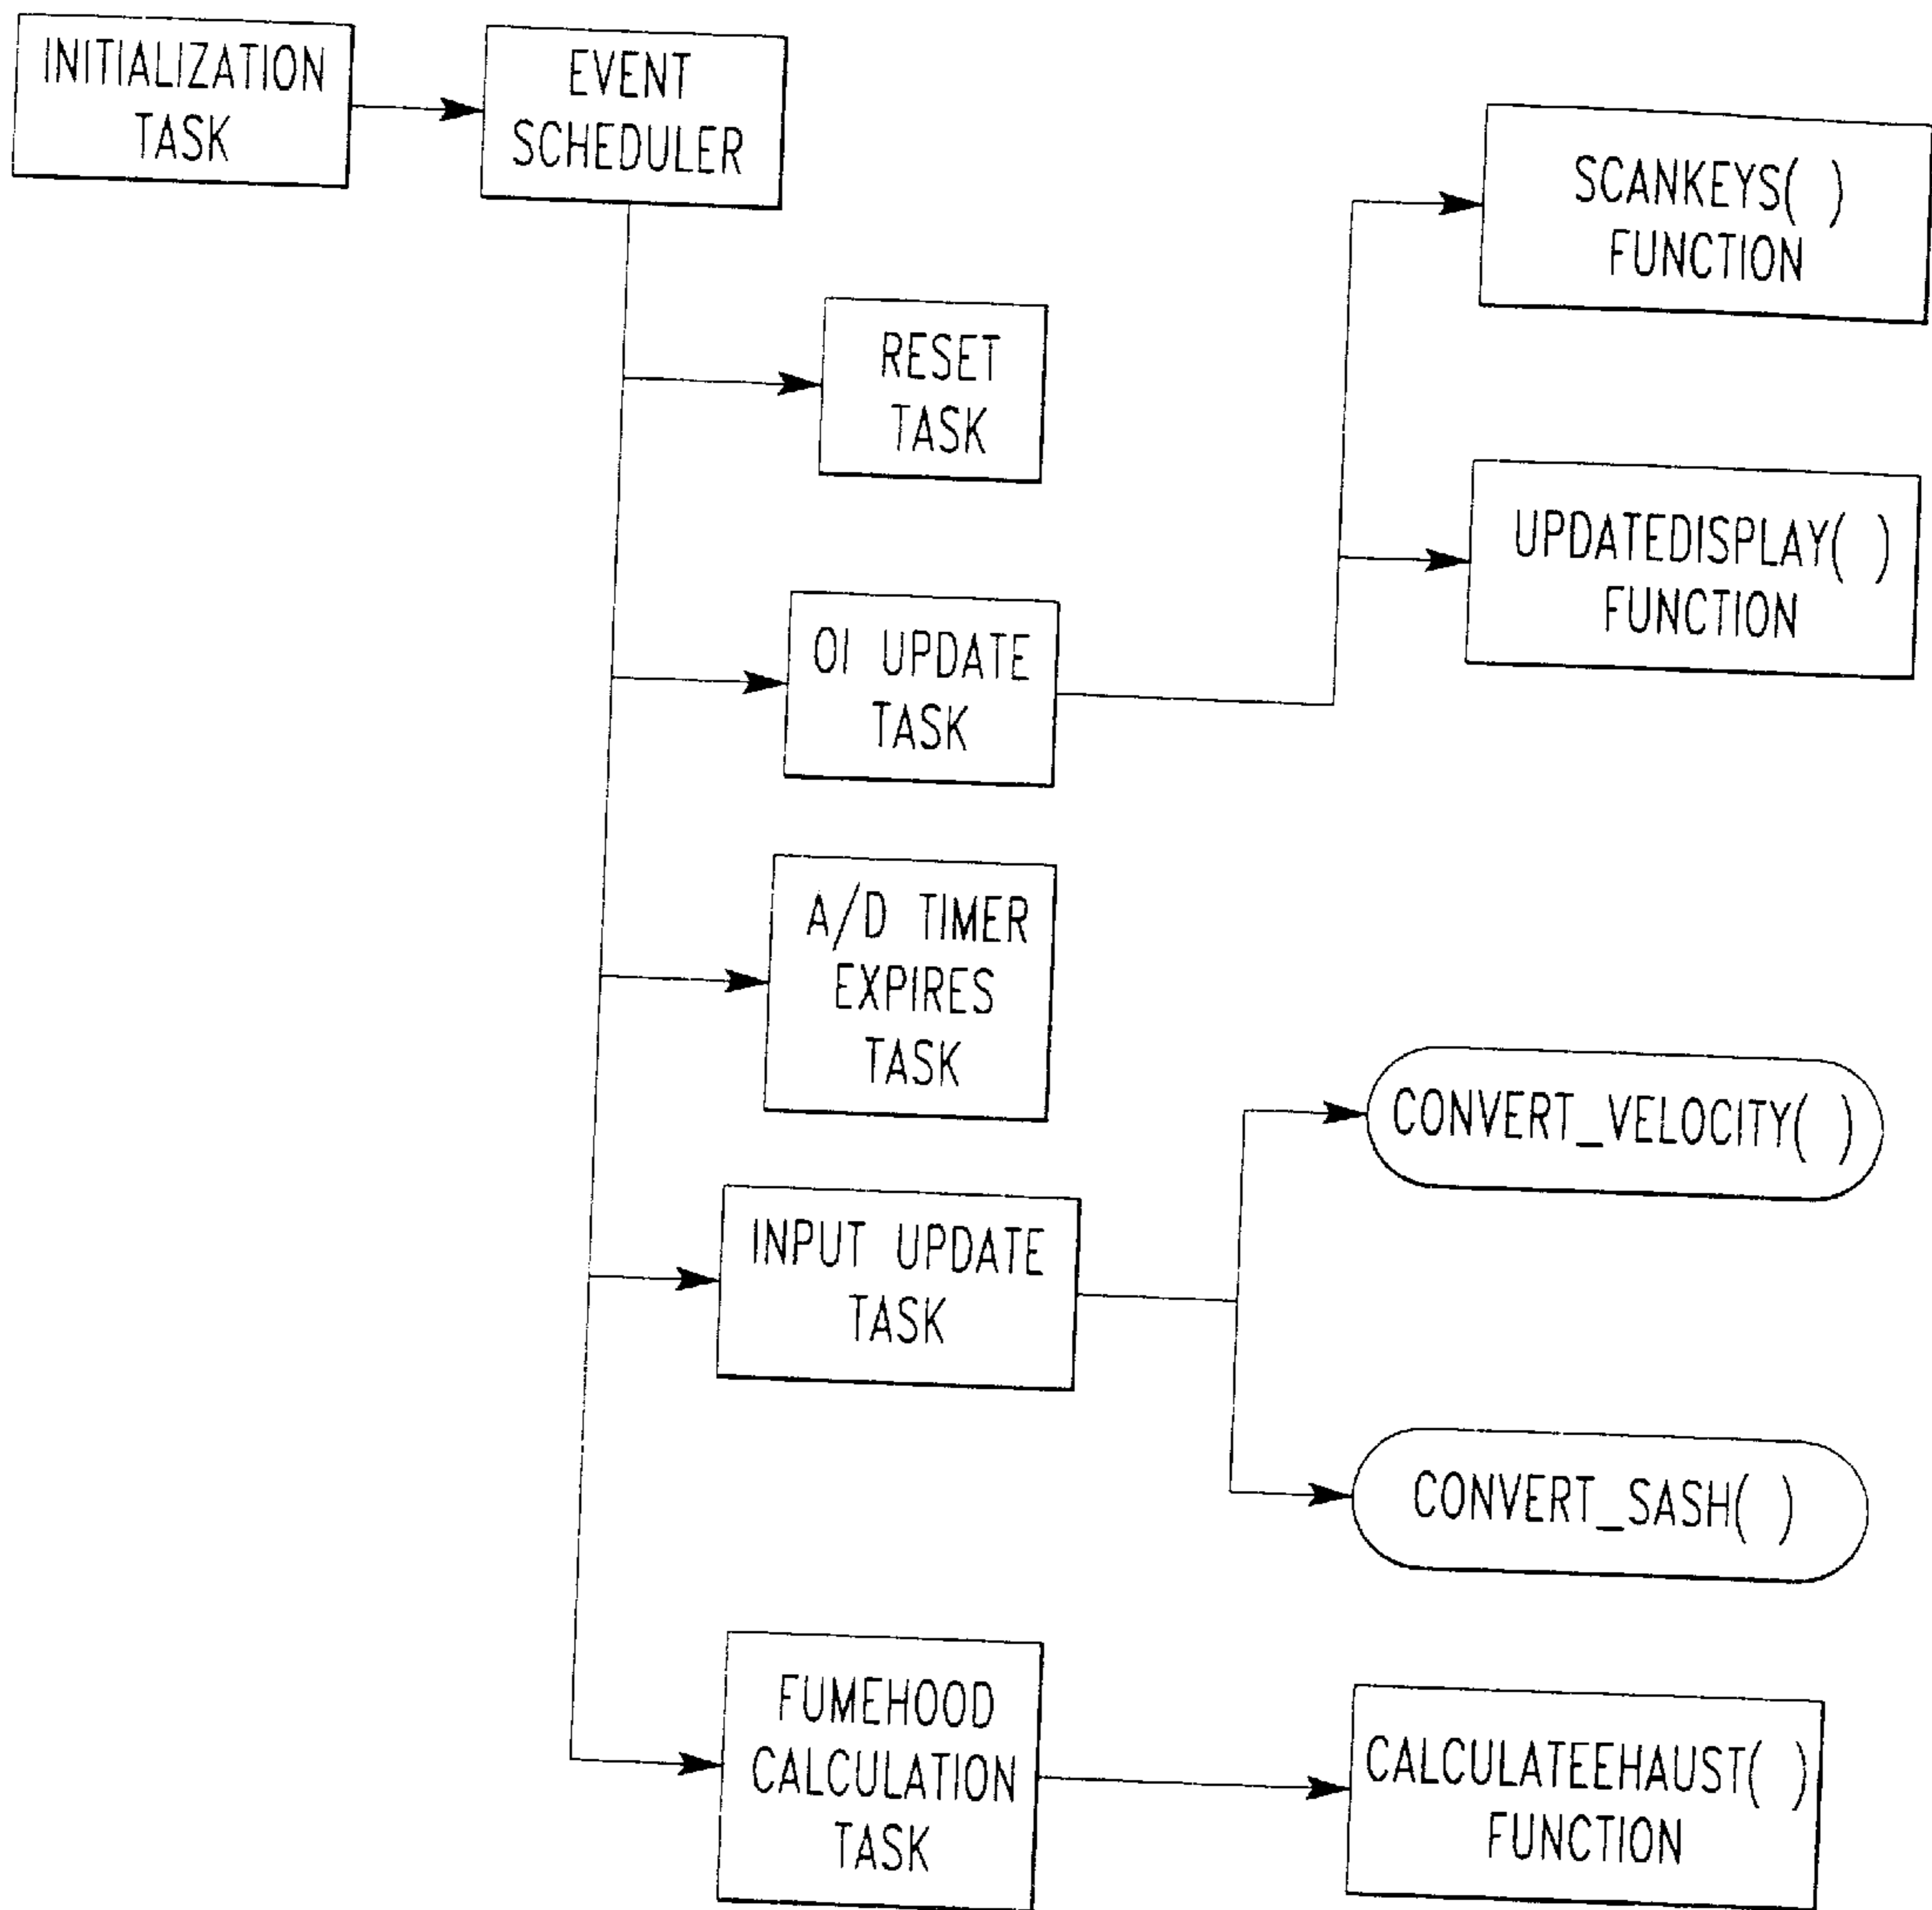 INITIALIZATION
TASK
EVENT
SCHEDULER
SCANKEYS( )
FUNCTION
RESET
TASK
UPDATEDISPLAY( )
FUNCTION
OI UPDATE
TASK
A/D TIMER
EXPIRES
TASK
CONVERT_VELOCITY( )
INPUT UPDATE
TASK
CONVERT_SASH( )
FUMEHOOD
CALCULATION
TASK
CALCULATEEHAUST( )
FUNCTION